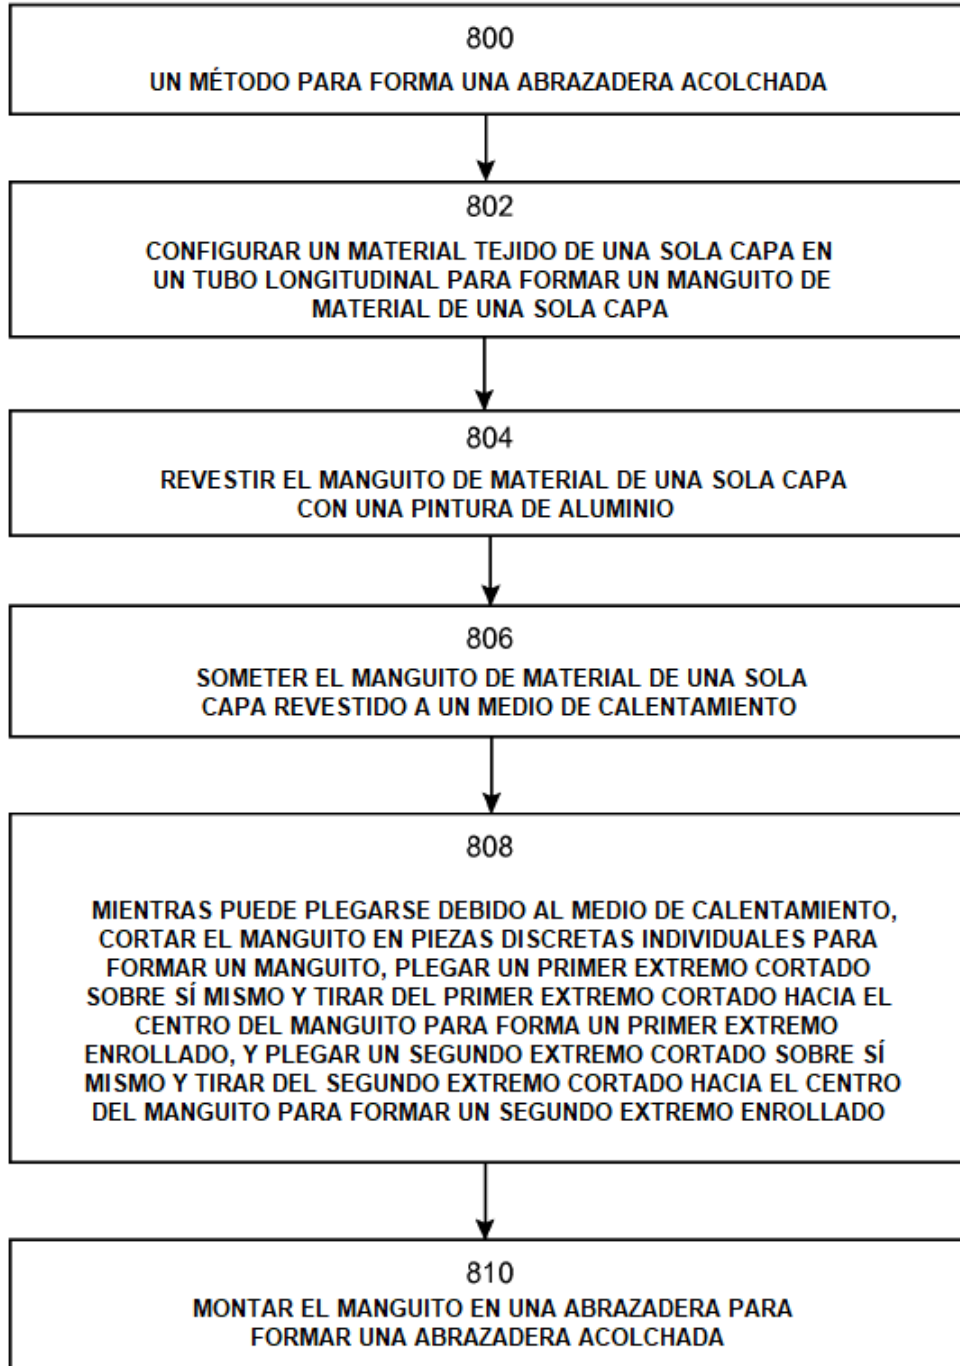 800
UN MÉTODO PARA FORMA UNA ABRAZADERA ACOLCHADA
802
CONFIGURAR UN MATERIAL TEJIDO DE UNA SOLA CAPA EN
UN TUBO LONGITUDINAL PARA FORMAR UN MANGUITO DE
MATERIAL DE UNA SOLA CAPA
804
REVESTIR EL MANGUITO DE MATERIAL DE UNA SOLA CAPA
CON UNA PINTURA DE ALUMINIO
806
SOMETER EL MANGUITO DE MATERIAL DE UNA SOLA
CAPA REVESTIDO A UN MEDIO DE CALENTAMIENTO
808
MIENTRAS PUEDE PLEGARSE DEBIDO AL MEDIO DE CALENTAMIENTO,
CORTAR EL MANGUITO EN PIEZAS DISCRETAS INDIVIDUALES PARA
FORMAR UN MANGUITO, PLEGAR UN PRIMER EXTREMO CORTADO
SOBRE SÍ MISMO Y TIRAR DEL PRIMER EXTREMO CORTADO HACIA EL
CENTRO DEL MANGUITO PARA FORMA UN PRIMER EXTREMO
ENROLLADO, Y PLEGAR UN SEGUNDO EXTREMO CORTADO SOBRE SÍ
MISMO Y TIRAR DEL SEGUNDO EXTREMO CORTADO HACIA EL CENTRO
DEL MANGUITO PARA FORMAR UN SEGUNDO EXTREMO ENROLLADO
810
MONTAR EL MANGUITO EN UNA ABRAZADERA PARA
FORMAR UNA ABRAZADERA ACOLCHADA